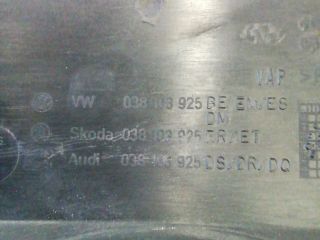 VAP
VW 038 103 925 BE EM/ES
DM
Skoda 038 103 925 ER/ET
Audi 038 103 925 DS/DR/DQ